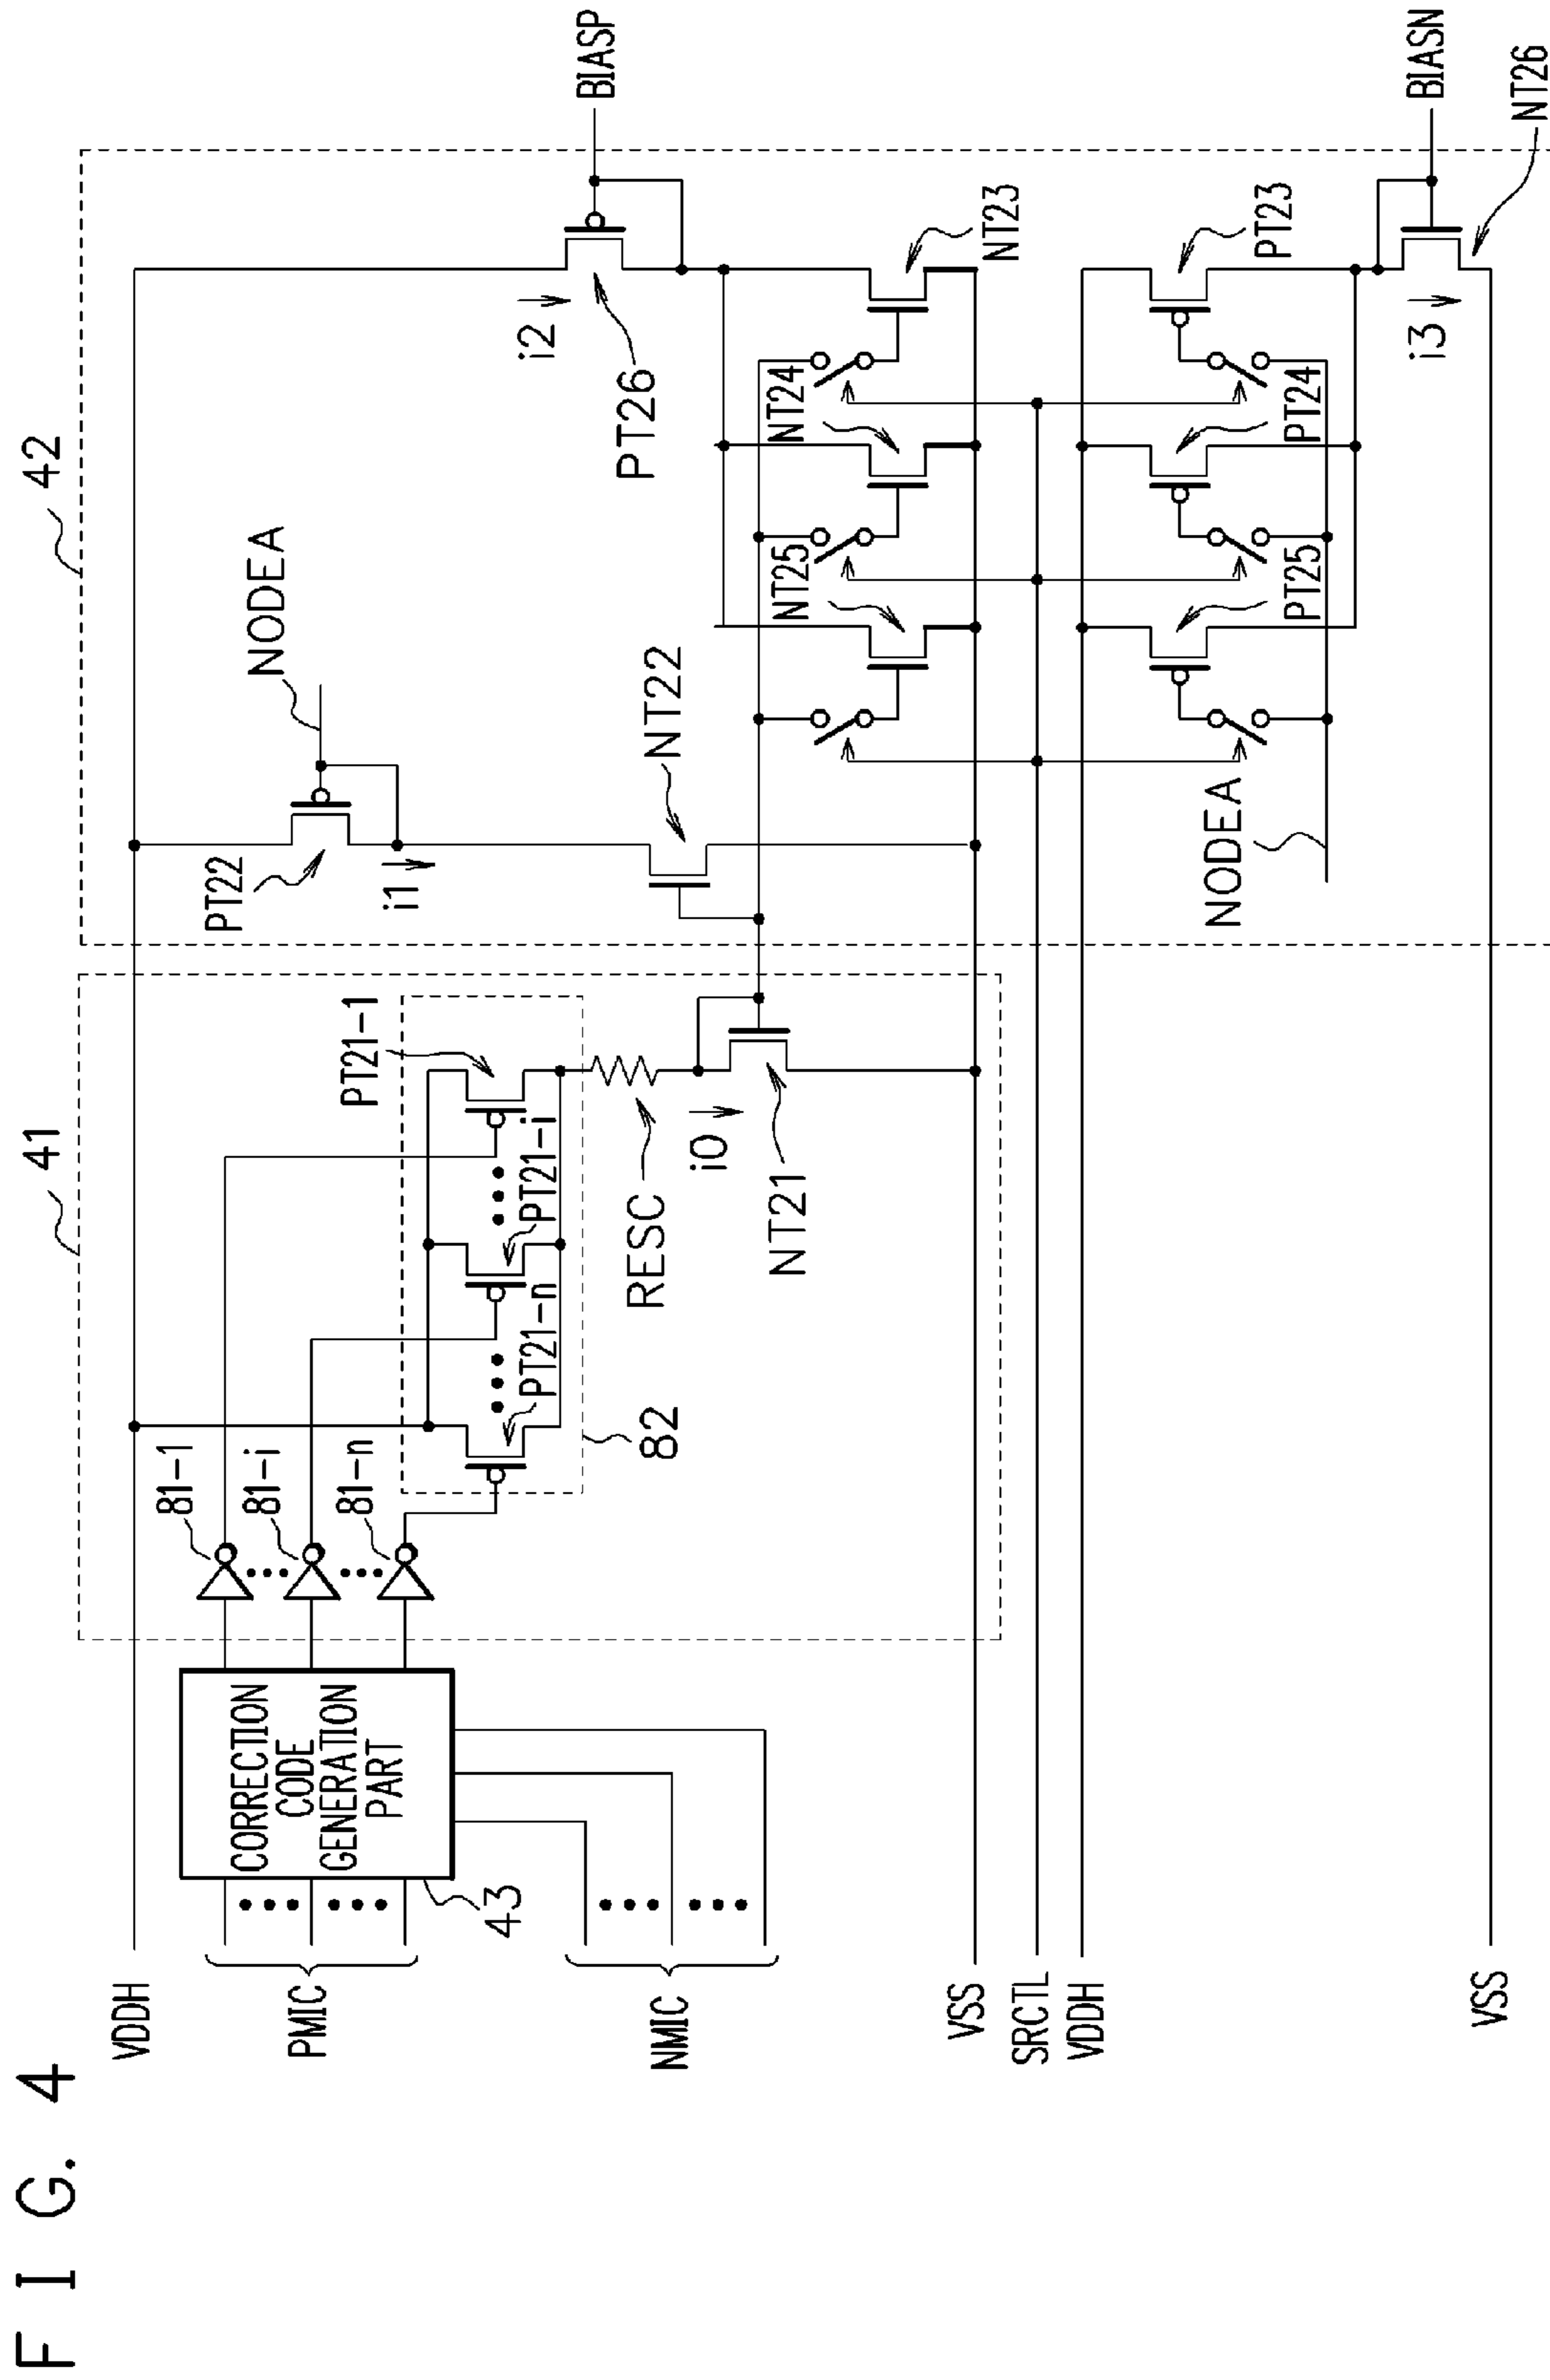 FIG. 4
41
42
VDDH
PMIC
NMIC
VSS
SRCTL
VDDH
VSS
CORRECTION
CODE
GENERATION
PART
43
81-1
81-i
81-n
82
PT21-1
PT21-i
PT21-n
RESC
i0
NT21
PT22
NODEA
i1
NT22
i2
PT26
BIASP
NT25
NT24
NT23
PT25
PT24
PT23
NODEA
i3
BIASN
NT26